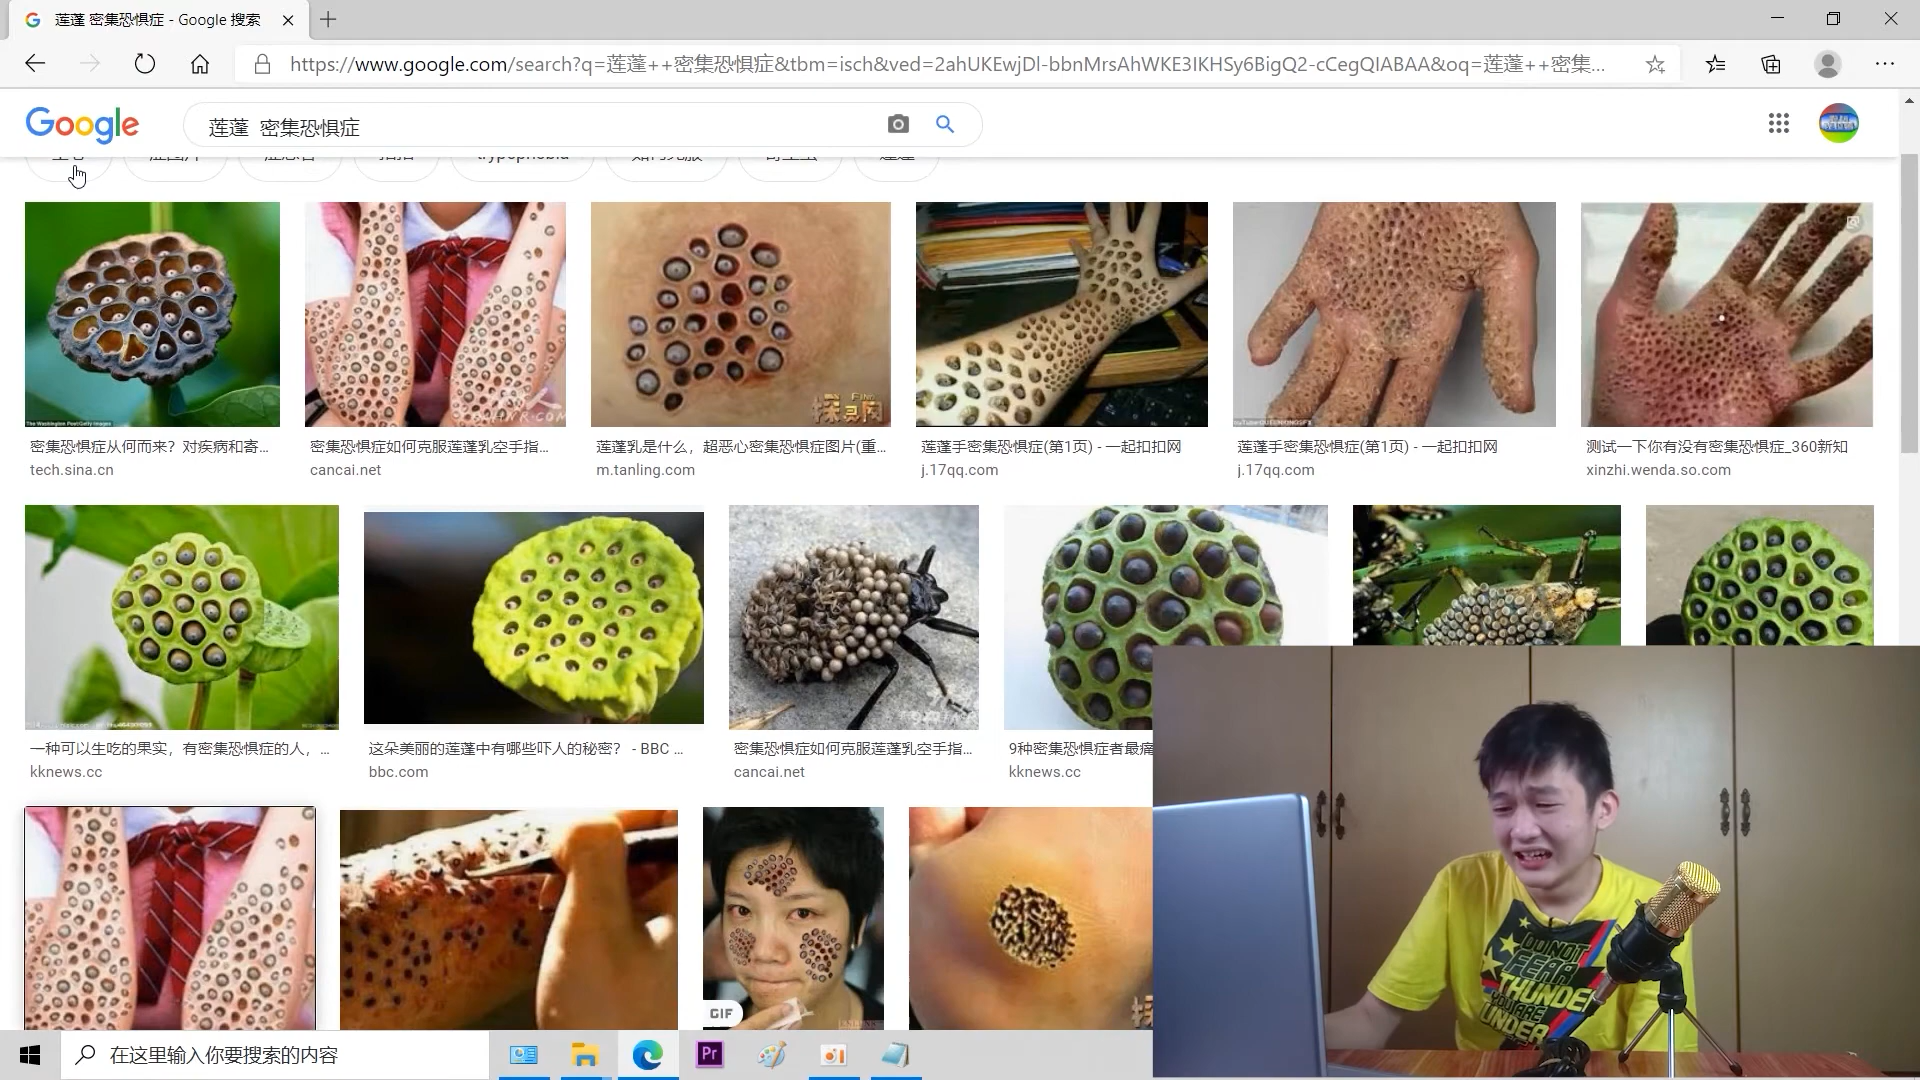 莲蓬 密集恐惧症 - Google 搜索
https://www.google.com/search?q=莲蓬++密集恐惧症&tbm=isch&ved=2ahUKEwjDl-bbnMrsAhWKE3IKHSy6BigQ2-cCegQIABAA&oq=莲蓬++密集...
Google
莲蓬 密集恐惧症
trypophobia
密集恐惧症从何而来？对疾病和寄...
tech.sina.cn
密集恐惧症如何克服莲蓬乳空手指...
cancai.net
莲蓬乳是什么，超恶心密集恐惧症图片(重...
m.tanling.com
莲蓬手密集恐惧症(第1页) - 一起扣扣网
j.17qq.com
莲蓬手密集恐惧症(第1页) - 一起扣扣网
j.17qq.com
测试一下你有没有密集恐惧症_360新知
xinzhi.wenda.so.com
一种可以生吃的果实，有密集恐惧症的人，...
kknews.cc
这朵美丽的莲蓬中有哪些吓人的秘密？ - BBC ...
bbc.com
密集恐惧症如何克服莲蓬乳空手指...
cancai.net
9种密集恐惧症者最痛
kknews.cc
GIF
DO NOT
FEAR
THUNDER
YOU ARE
UNDER
在这里输入你要搜索的内容
Pr